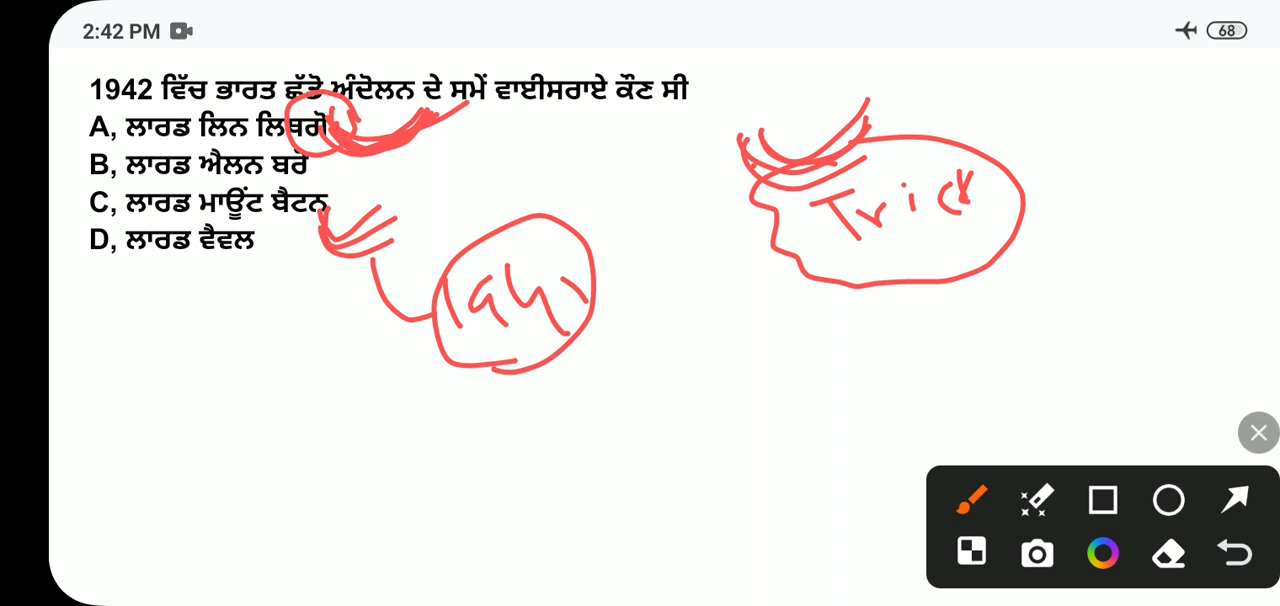 2:42 PM
68
1942 ਵਿੱਚ ਭਾਰਤ ਛੱਤੋ ਅੰਦੋਲਨ ਦੇ ਸਮੇਂ ਵਾਈਸਰਾਏ ਕੌਣ ਸੀ
A, ਲਾਰਡ ਲਿਨ ਲਿਥਗੋ
B, ਲਾਰਡ ਐਲਨ ਬਰੋ
C, ਲਾਰਡ ਮਾਊਂਟ ਬੈਟਨ
D, ਲਾਰਡ ਵੈਵਲ
Trick